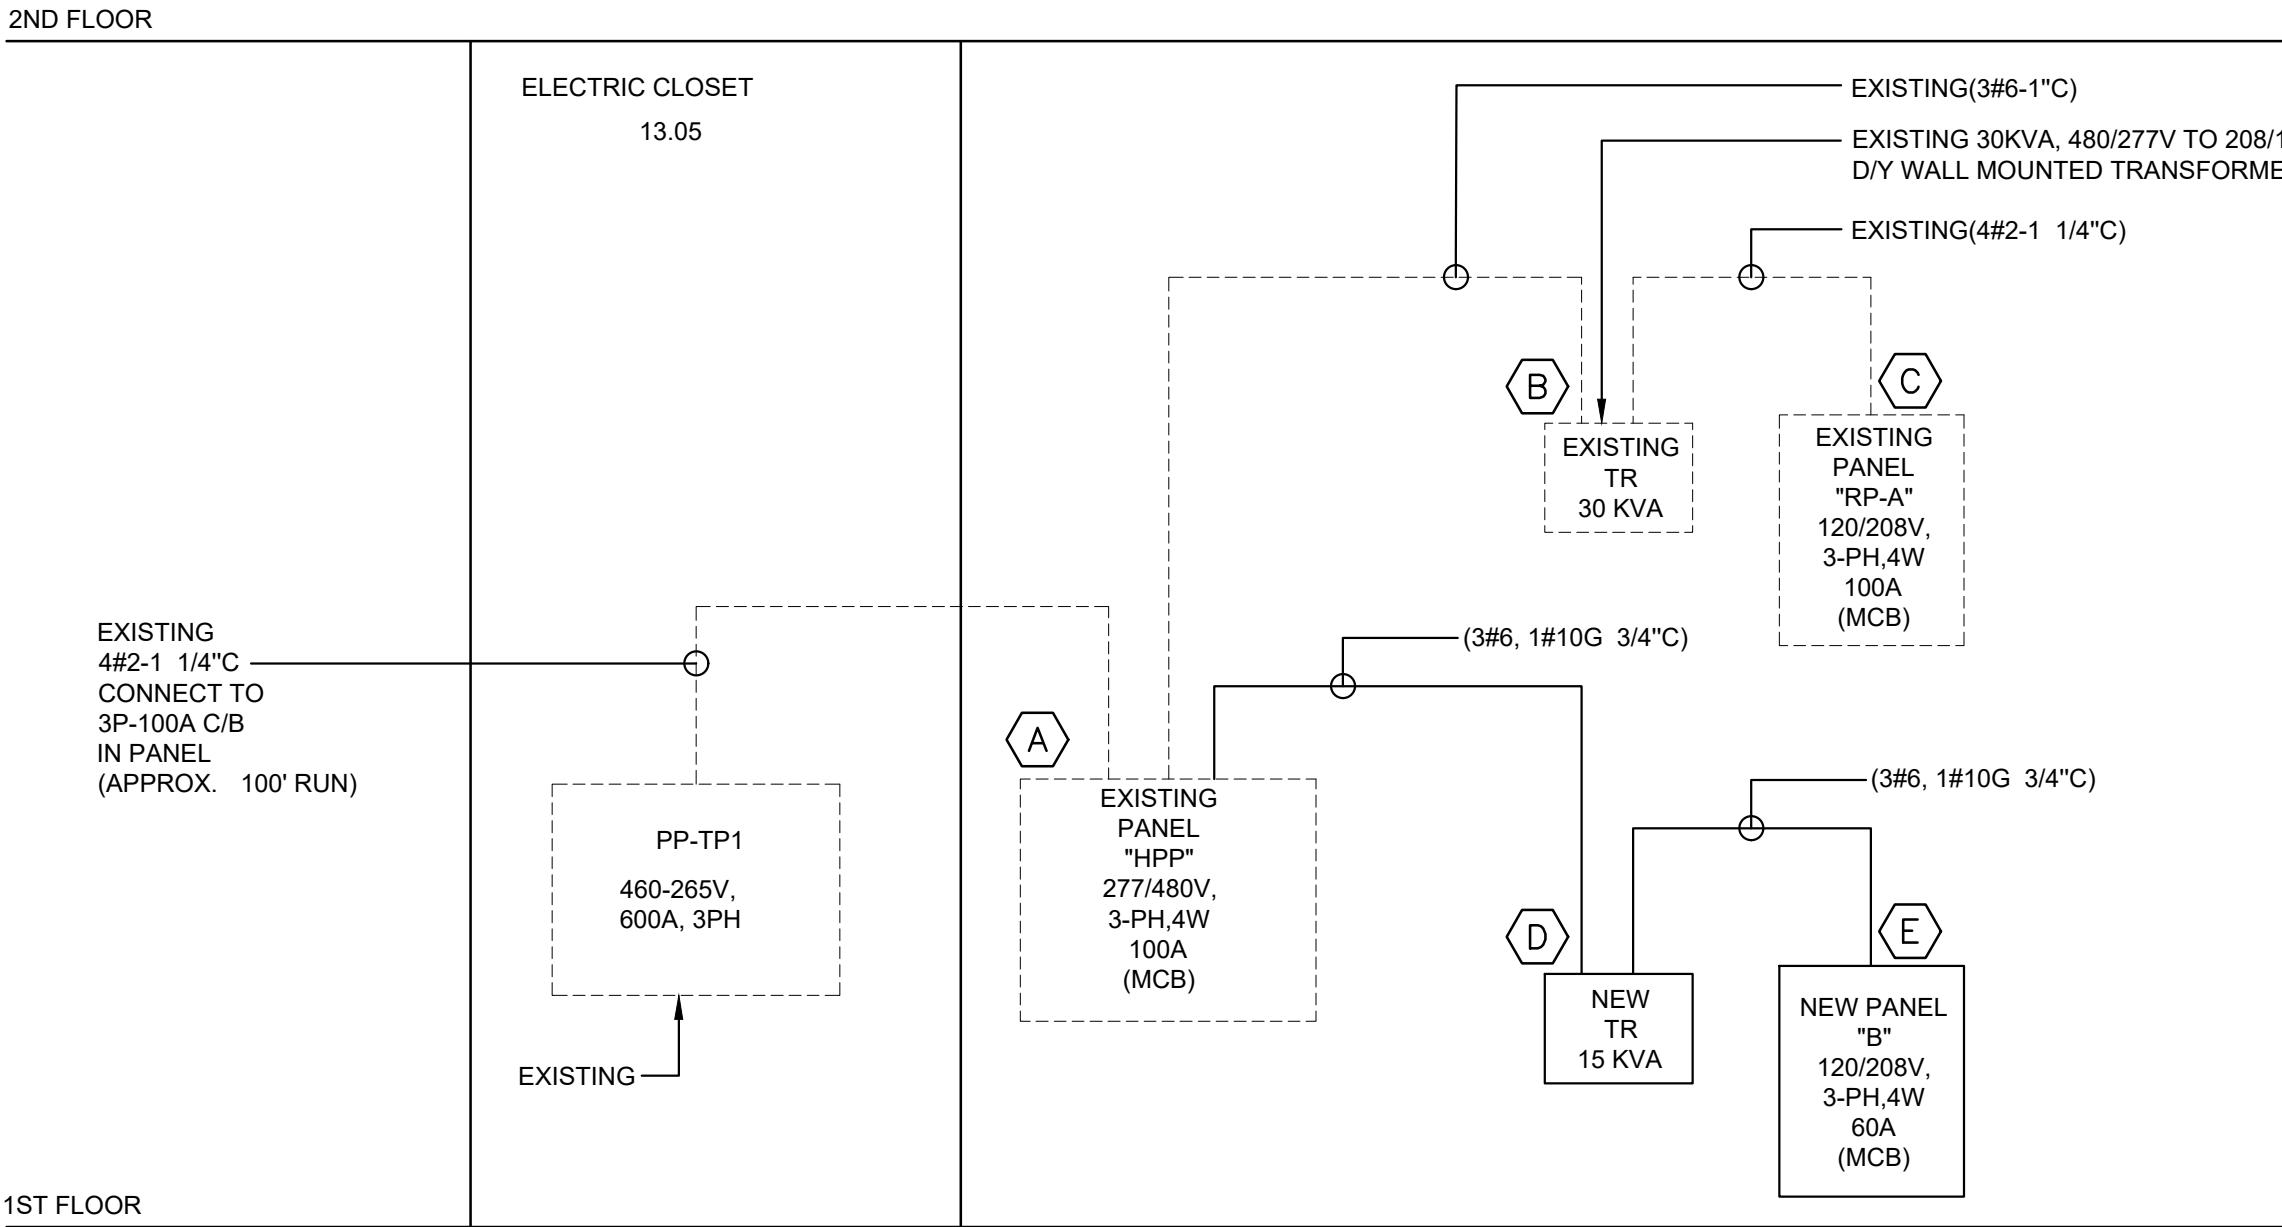 2ND FLOOR
ELECTRIC CLOSET
13.05
EXISTING(3#6-1"C)
EXISTING 30KVA, 480/277V TO 208/1
D/Y WALL MOUNTED TRANSFORME
EXISTING(4#2-1 1/4"C)
B
C
EXISTING
TR
30 KVA
EXISTING
PANEL
"RP-A"
120/208V,
3-PH,4W
100A
(MCB)
EXISTING
4#2-1 1/4"C
CONNECT TO
3P-100A C/B
IN PANEL
(APPROX. 100' RUN)
(3#6, 1#10G 3/4"C)
A
PP-TP1
460-265V,
600A, 3PH
EXISTING
EXISTING
PANEL
"HPP"
277/480V,
3-PH,4W
100A
(MCB)
(3#6, 1#10G 3/4"C)
D
E
NEW
TR
15 KVA
NEW PANEL
"B"
120/208V,
3-PH,4W
60A
(MCB)
1ST FLOOR